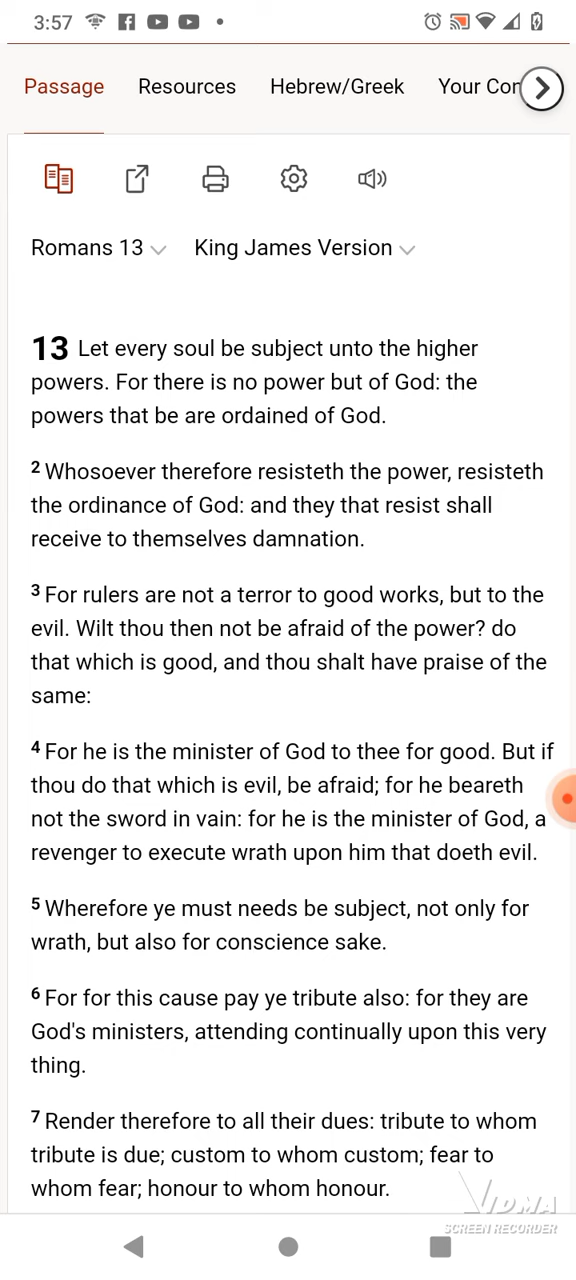 3:57
Passage Resources Hebrew/Greek Your Con
Romans 13 King James Version
13 Let every soul be subject unto the higher
powers. For there is no power but of God: the
powers that be are ordained of God.
2 Whosoever therefore resisteth the power, resisteth
the ordinance of God: and they that resist shall
receive to themselves damnation.
3 For rulers are not a terror to good works, but to the
evil. Wilt thou then not be afraid of the power? do
that which is good, and thou shalt have praise of the
same:
4 For he is the minister of God to thee for good. But if
thou do that which is evil, be afraid; for he beareth
not the sword in vain: for he is the minister of God, a
revenger to execute wrath upon him that doeth evil.
5 Wherefore ye must needs be subject, not only for
wrath, but also for conscience sake.
6 For for this cause pay ye tribute also: for they are
God's ministers, attending continually upon this very
thing.
7 Render therefore to all their dues: tribute to whom
tribute is due; custom to whom custom; fear to
whom fear; honour to whom honour.
VIDMA
SCREEN RECORDER